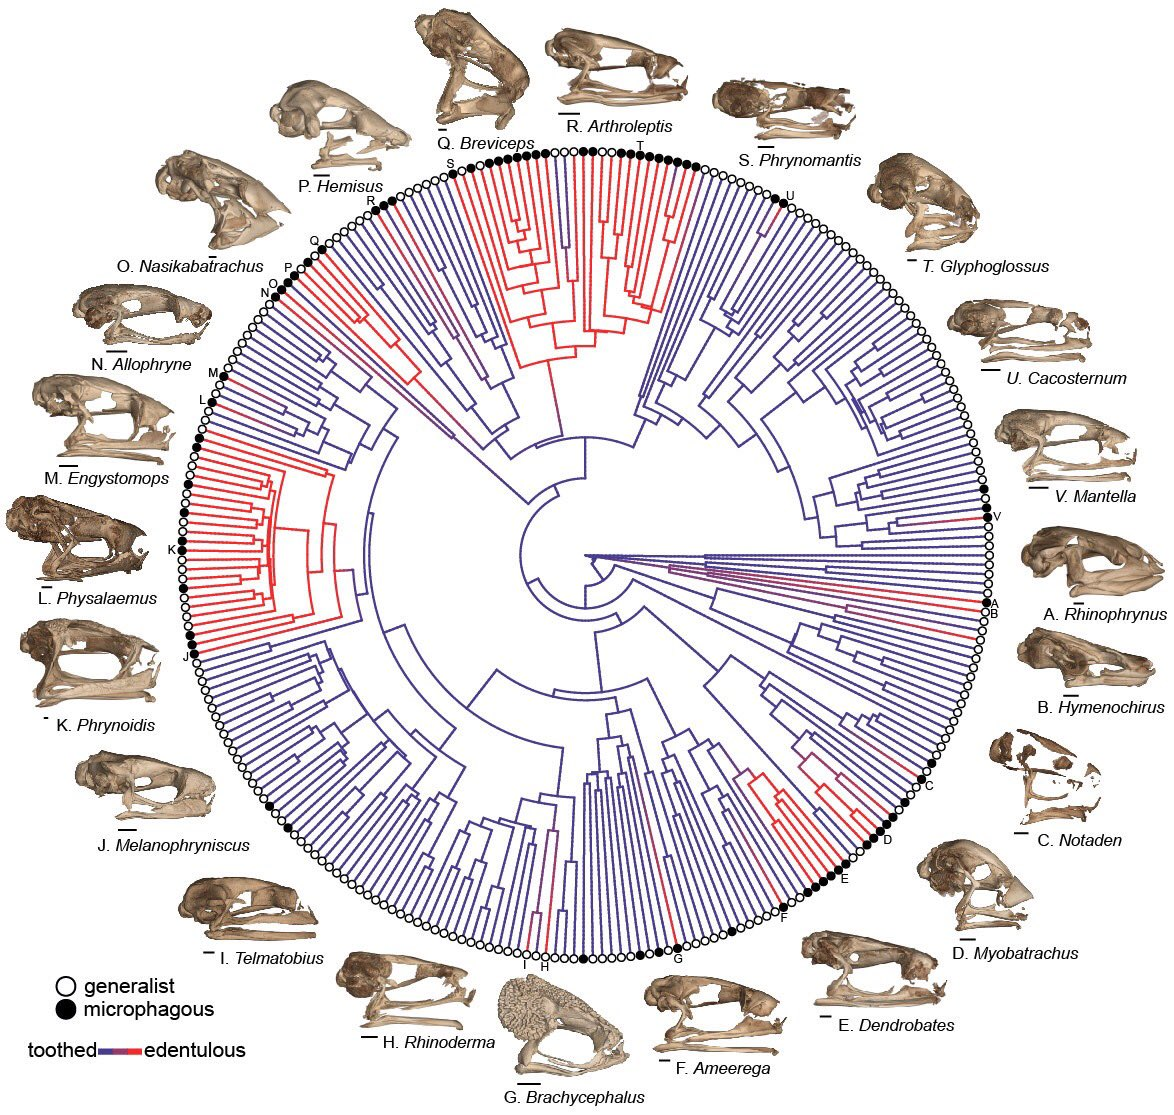 Q. Breviceps
R. Arthroleptis
S. Phrynomantis
P. Hemisus
O. Nasikabatrachus
T. Glyphoglossus
N. Allophryne
U. Cacosternum
M. Engystomops
V. Mantella
L. Physalaemus
A. Rhinophrynus
K. Phrynoidis
B. Hymenochirus
J. Melanophryniscus
C. Notaden
I. Telmatobius
D. Myobatrachus
H. Rhinoderma
E. Dendrobates
G. Brachycephalus
F. Ameerega
S
T
U
R
Q
P
O
N
M
L
K
J
V
A
B
C
D
E
F
G
H
I
generalist
microphagous
toothed edentulous